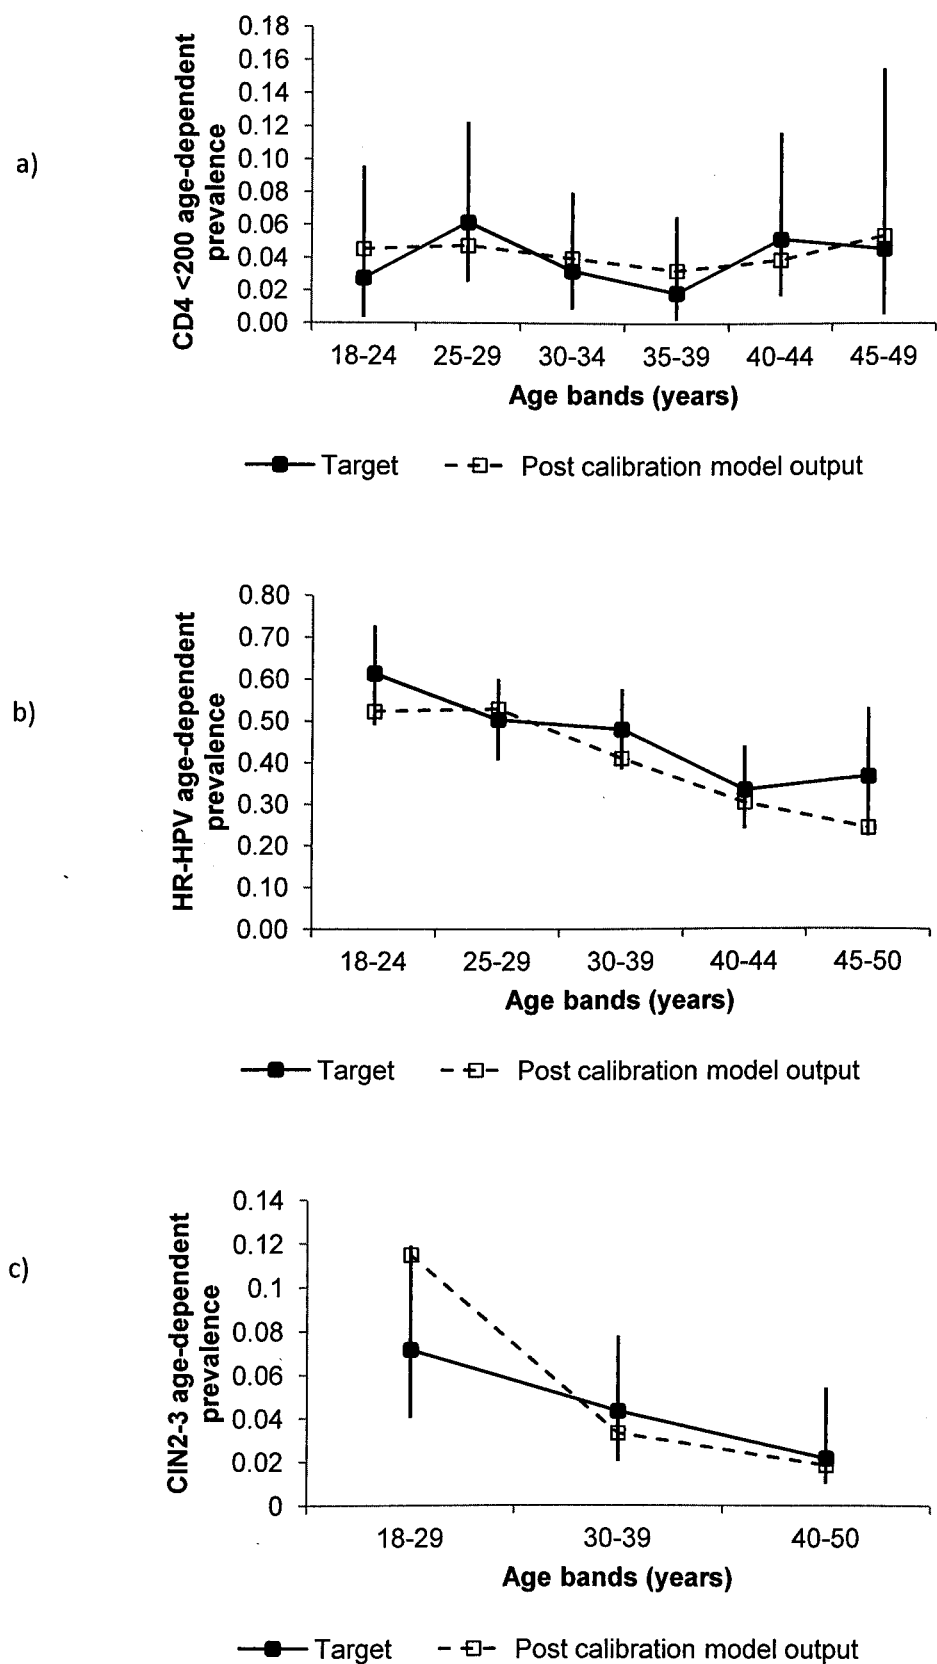 a)
CD4 <200 age-dependent
prevalence
0.18
0.16
0.14
0.12
0.10
0.08
0.06
0.04
0.02
0.00
18-24 25-29 30-34 35-39 40-44 45-49
Age bands (years)
Target Post calibration model output
b)
HR-HPV age-dependent
prevalence
0.80
0.70
0.60
0.50
0.40
0.30
0.20
0.10
0.00
18-24 25-29 30-39 40-44 45-50
Age bands (years)
Target Post calibration model output
c)
CIN2-3 age-dependent
prevalence
0.14
0.12
0.1
0.08
0.06
0.04
0.02
0
18-29 30-39 40-50
Age bands (years)
Target Post calibration model output